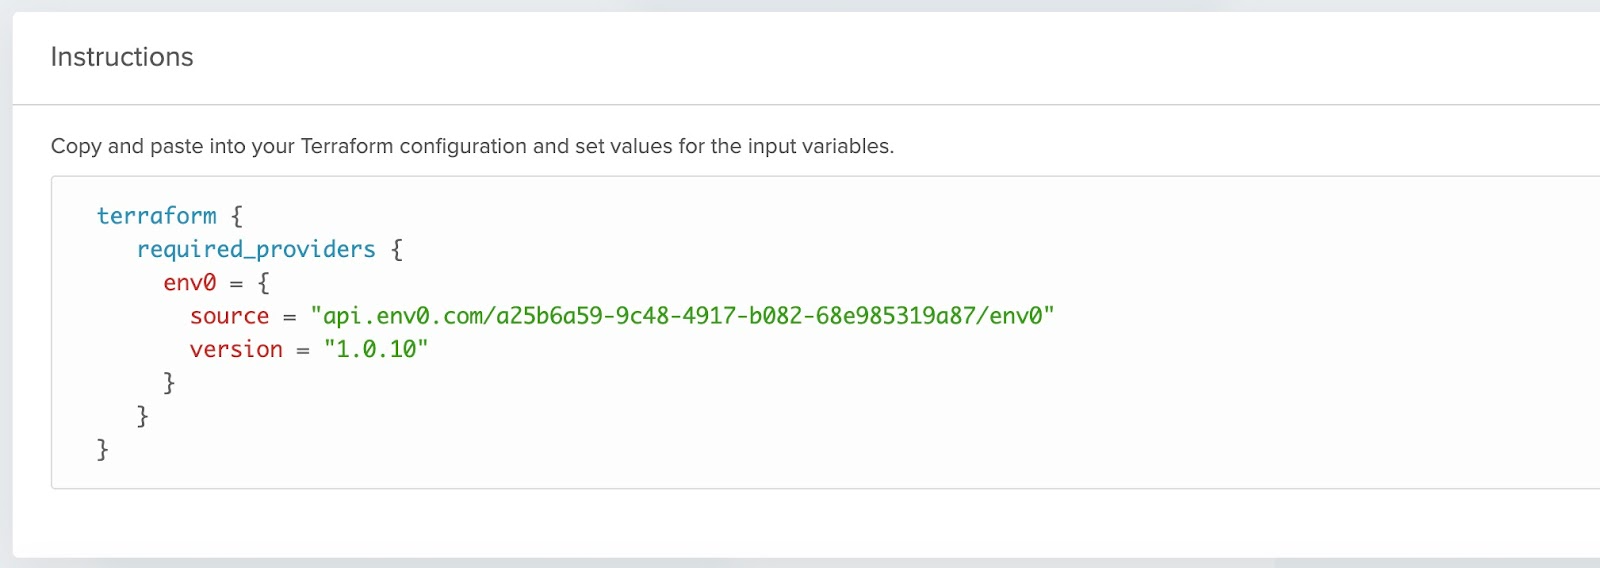 Instructions
Copy and paste into your Terraform configuration and set values for the input variables.
terraform {
required_providers {
env0 = {
source = "api.env0.com/a25b6a59-9c48-4917-b082-68e985319a87/env0"
version = "1.0.10"
}
}
}